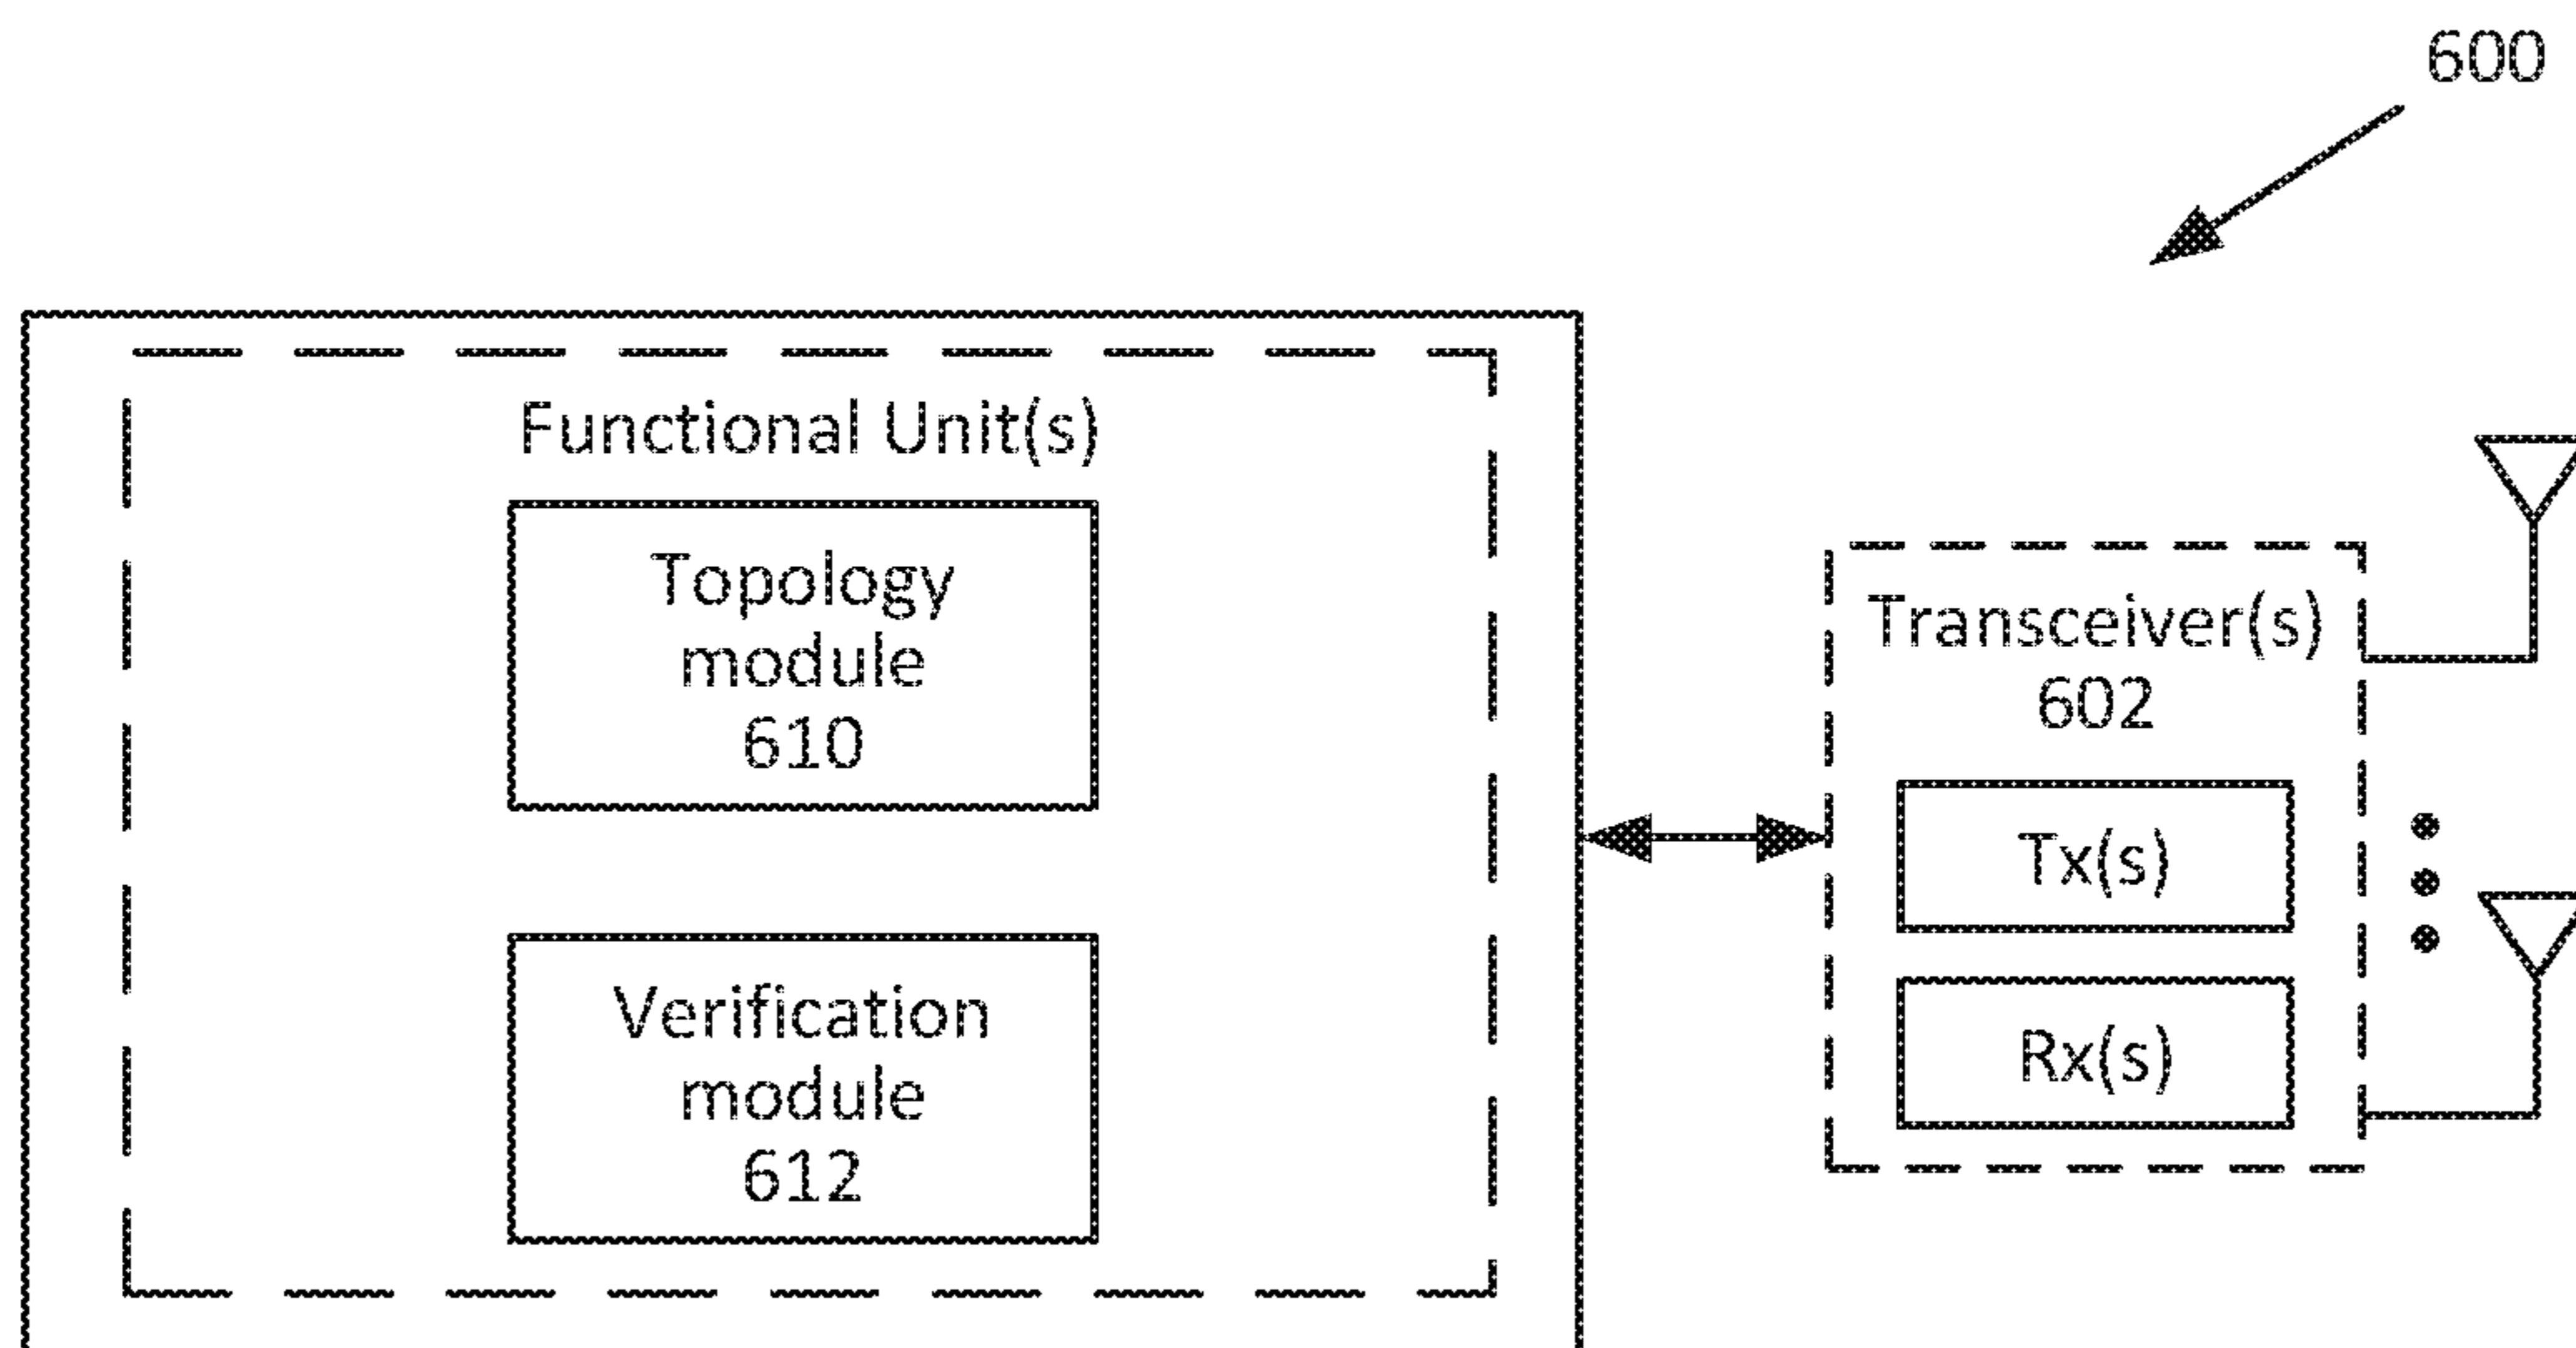 600
Functional Unit(s)
Topology
module
610
Verification
module
612
Transceiver(s)
602
Tx(s)
Rx(s)